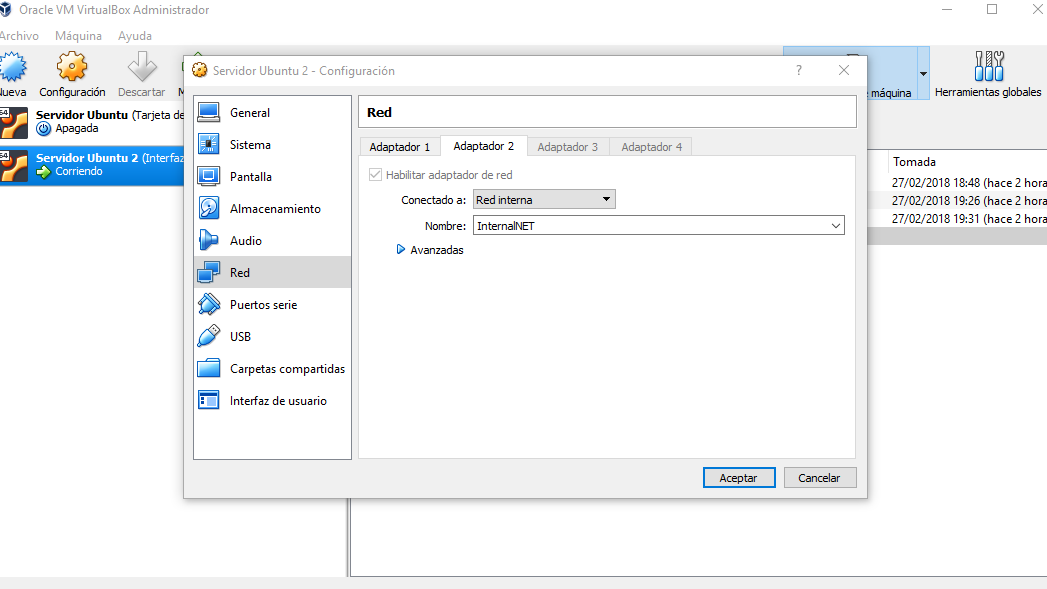 Oracle VM VirtualBox Administrador
Archivo Máquina Ayuda
Nueva Configuración Descartar
máquina Herramientas globales
64 Servidor Ubuntu (Tarjeta de
Apagada
64 Servidor Ubuntu 2 (Interfaz
Corriendo
Servidor Ubuntu 2 - Configuración ?
General
Sistema
Pantalla
Almacenamiento
Audio
Red
Puertos serie
USB
Carpetas compartidas
Interfaz de usuario
Red
Adaptador 1 Adaptador 2 Adaptador 3 Adaptador 4
Habilitar adaptador de red
Conectado a: Red interna
Nombre: InternalNET
Avanzadas
Aceptar Cancelar
Tomada
27/02/2018 18:48 (hace 2 hora
27/02/2018 19:26 (hace 2 hora
27/02/2018 19:31 (hace 2 hora